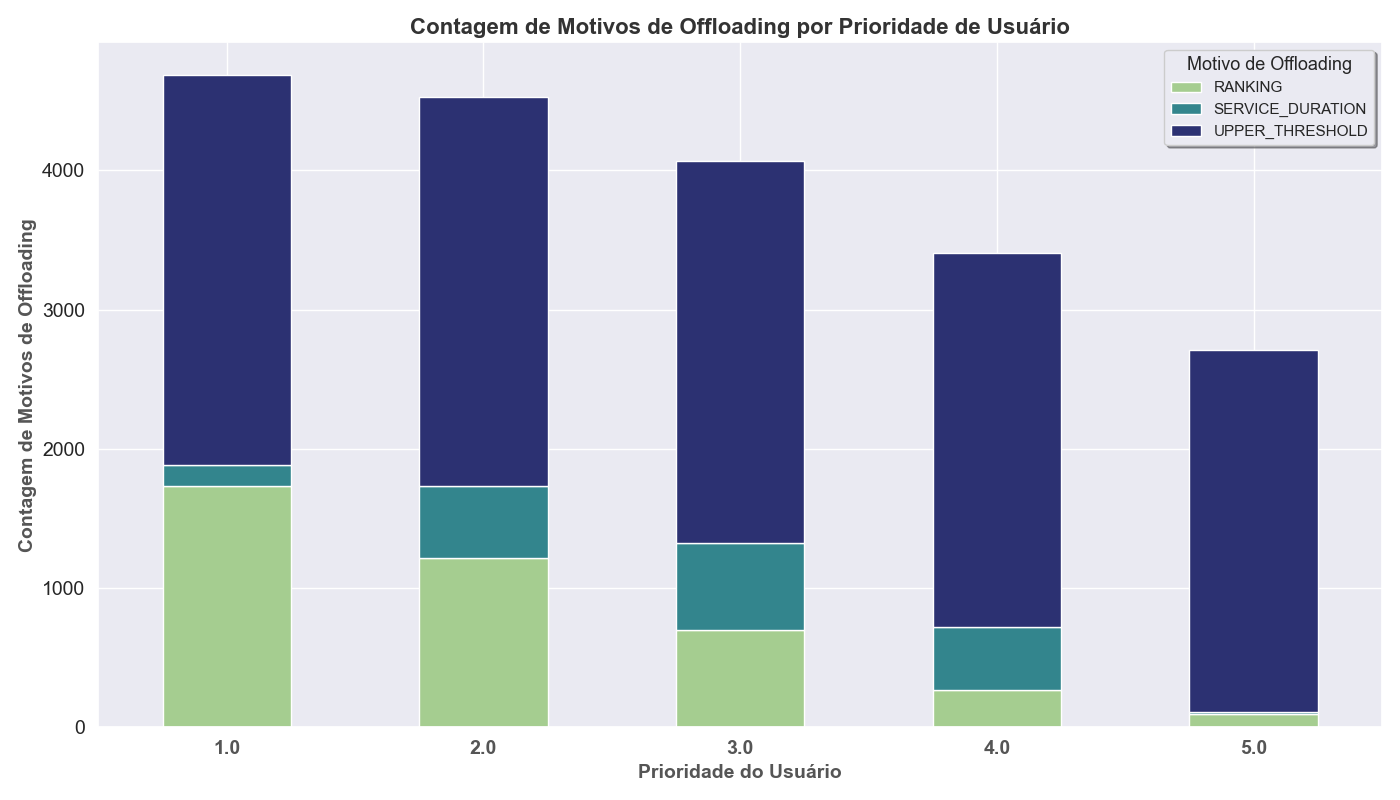 Contagem de Motivos de Offloading por Prioridade de Usuário
Motivo de Offloading
RANKING
SERVICE_DURATION
UPPER_THRESHOLD
Contagem de Motivos de Offloading
4000
3000
2000
1000
0
1.0 2.0 3.0 4.0 5.0
Prioridade do Usuário